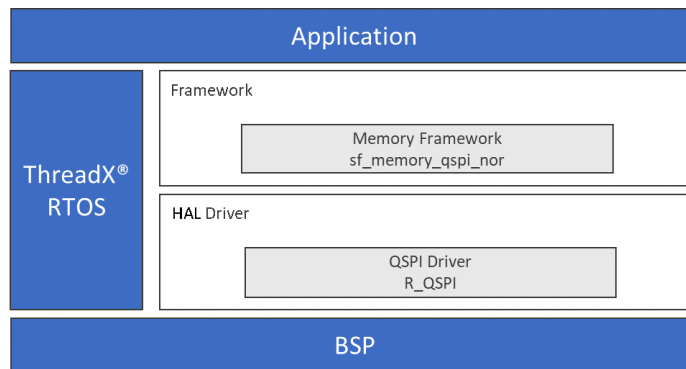 Application
ThreadX®
RTOS
Framework
Memory Framework
sf_memory_qspi_nor
HAL Driver
QSPI Driver
R_QSPI
BSP